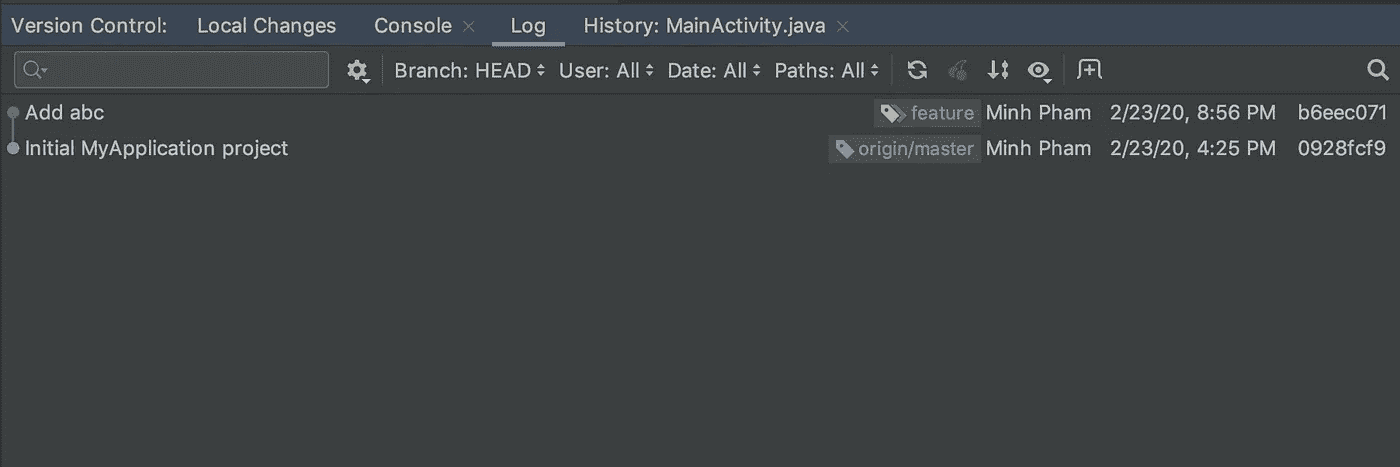 Version Control: Local Changes Console Log History: MainActivity.java
Branch: HEAD User: All Date: All Paths: All
Add abc feature Minh Pham 2/23/20, 8:56 PM b6eec071
Initial MyApplication project origin/master Minh Pham 2/23/20, 4:25 PM 0928fcf9